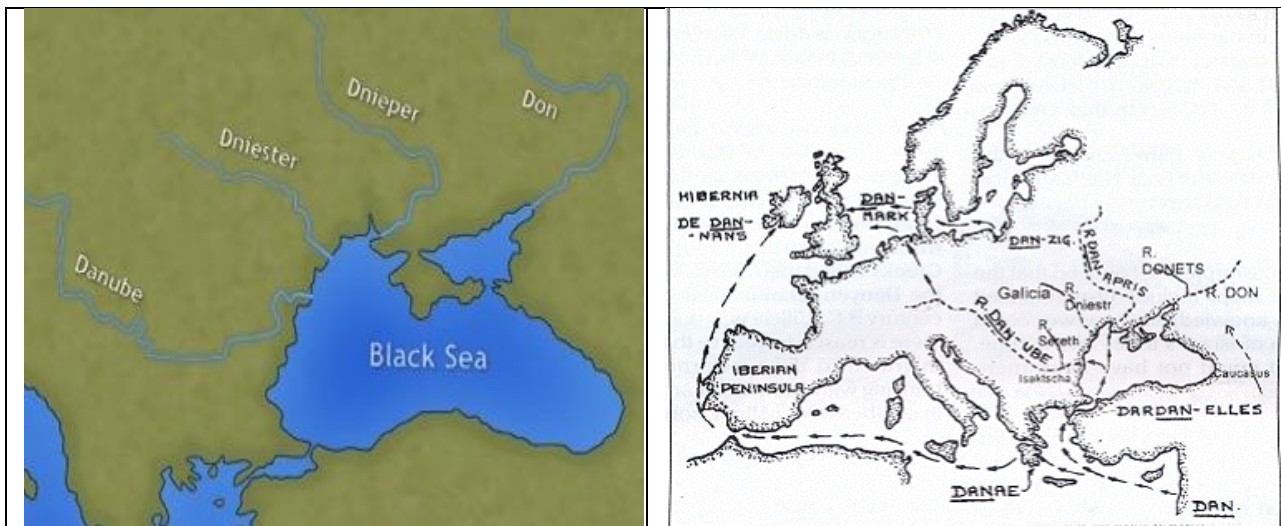 Dnieper
Don
Dniester
Danube
Black Sea
HIBERNIA
DE DAN-
-NANS
DAN-
MARK
DAN-ZIG
R. DAN-APRIS
R.
DONETS
R. DON
Galicia
R.
Dniestr
R. DAN-UBE
R.
Sereth
Isaktscha
Caucasus
IBERIAN
PENINSULA
DARDAN-ELLES
DANAE
DAN.